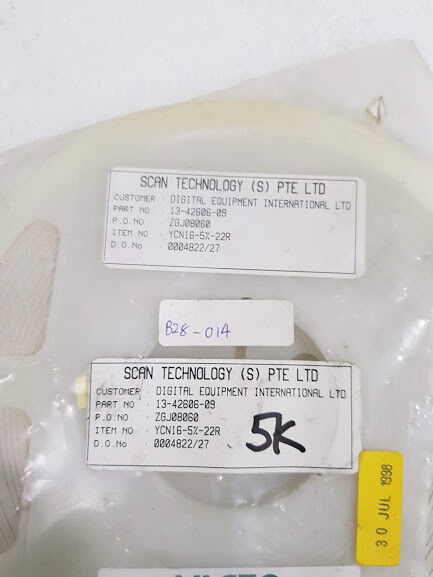 SCAN TECHNOLOGY (S) PTE LTD
CUSTOMER : DIGITAL EQUIPMENT INTERNATIONAL LTD
PART NO : 13-42606-09
P.O.NO : ZGJ08060
ITEM NO : YCN16-5%-22R
D.O.No : 0004822/27
B28-01A
SCAN TECHNOLOGY (S) PTE LTD
CUSTOMER : DIGITAL EQUIPMENT INTERNATIONAL LTD
PART NO : 13-42606-09
P.O.NO : ZGJ08060
ITEM NO : YCN16-5%-22R
D.O.No : 0004822/27
5K
30 JUL 1998